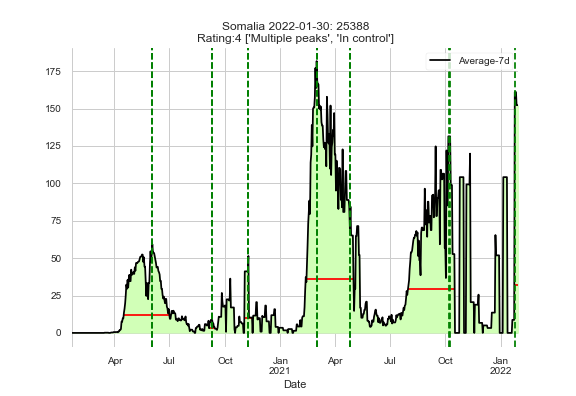 Somalia 2022-01-30: 25388
Rating:4 ['Multiple peaks', 'In control']
Average-7d
175
150
125
100
75
50
25
0
Apr Jul Oct Jan Apr Jul Oct Jan
2021 2022
Date